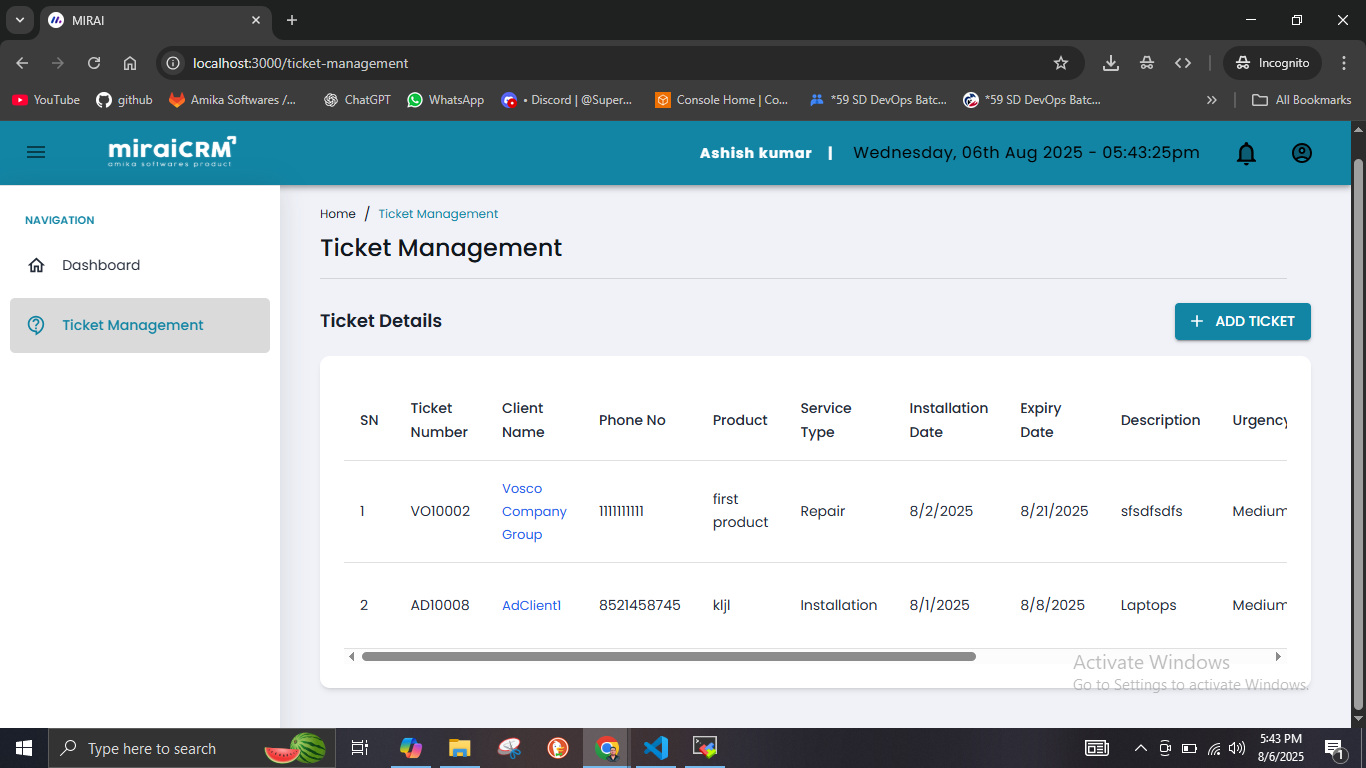 MIRAI
localhost:3000/ticket-management
Incognito
YouTube
github
Amika Softwares /...
ChatGPT
WhatsApp
• Discord | @Super...
Console Home | Co...
*59 SD DevOps Batc...
*59 SD DevOps Batc...
All Bookmarks
miraiCRM
amika softwares product
Ashish kumar | Wednesday, 06th Aug 2025 - 05:43:25pm
NAVIGATION
Dashboard
Ticket Management
Home / Ticket Management
Ticket Management
Ticket Details
+ ADD TICKET
SN
Ticket
Number
Client
Name
Phone No
Product
Service
Type
Installation
Date
Expiry
Date
Description
Urgency
1
VO10002
Vosco
Company
Group
1111111111
first
product
Repair
8/2/2025
8/21/2025
sfsdfsdfs
Medium
2
AD10008
AdClient1
8521458745
kljl
Installation
8/1/2025
8/8/2025
Laptops
Medium
Activate Windows
Go to Settings to activate Windows.
Type here to search
5:43 PM
8/6/2025
1